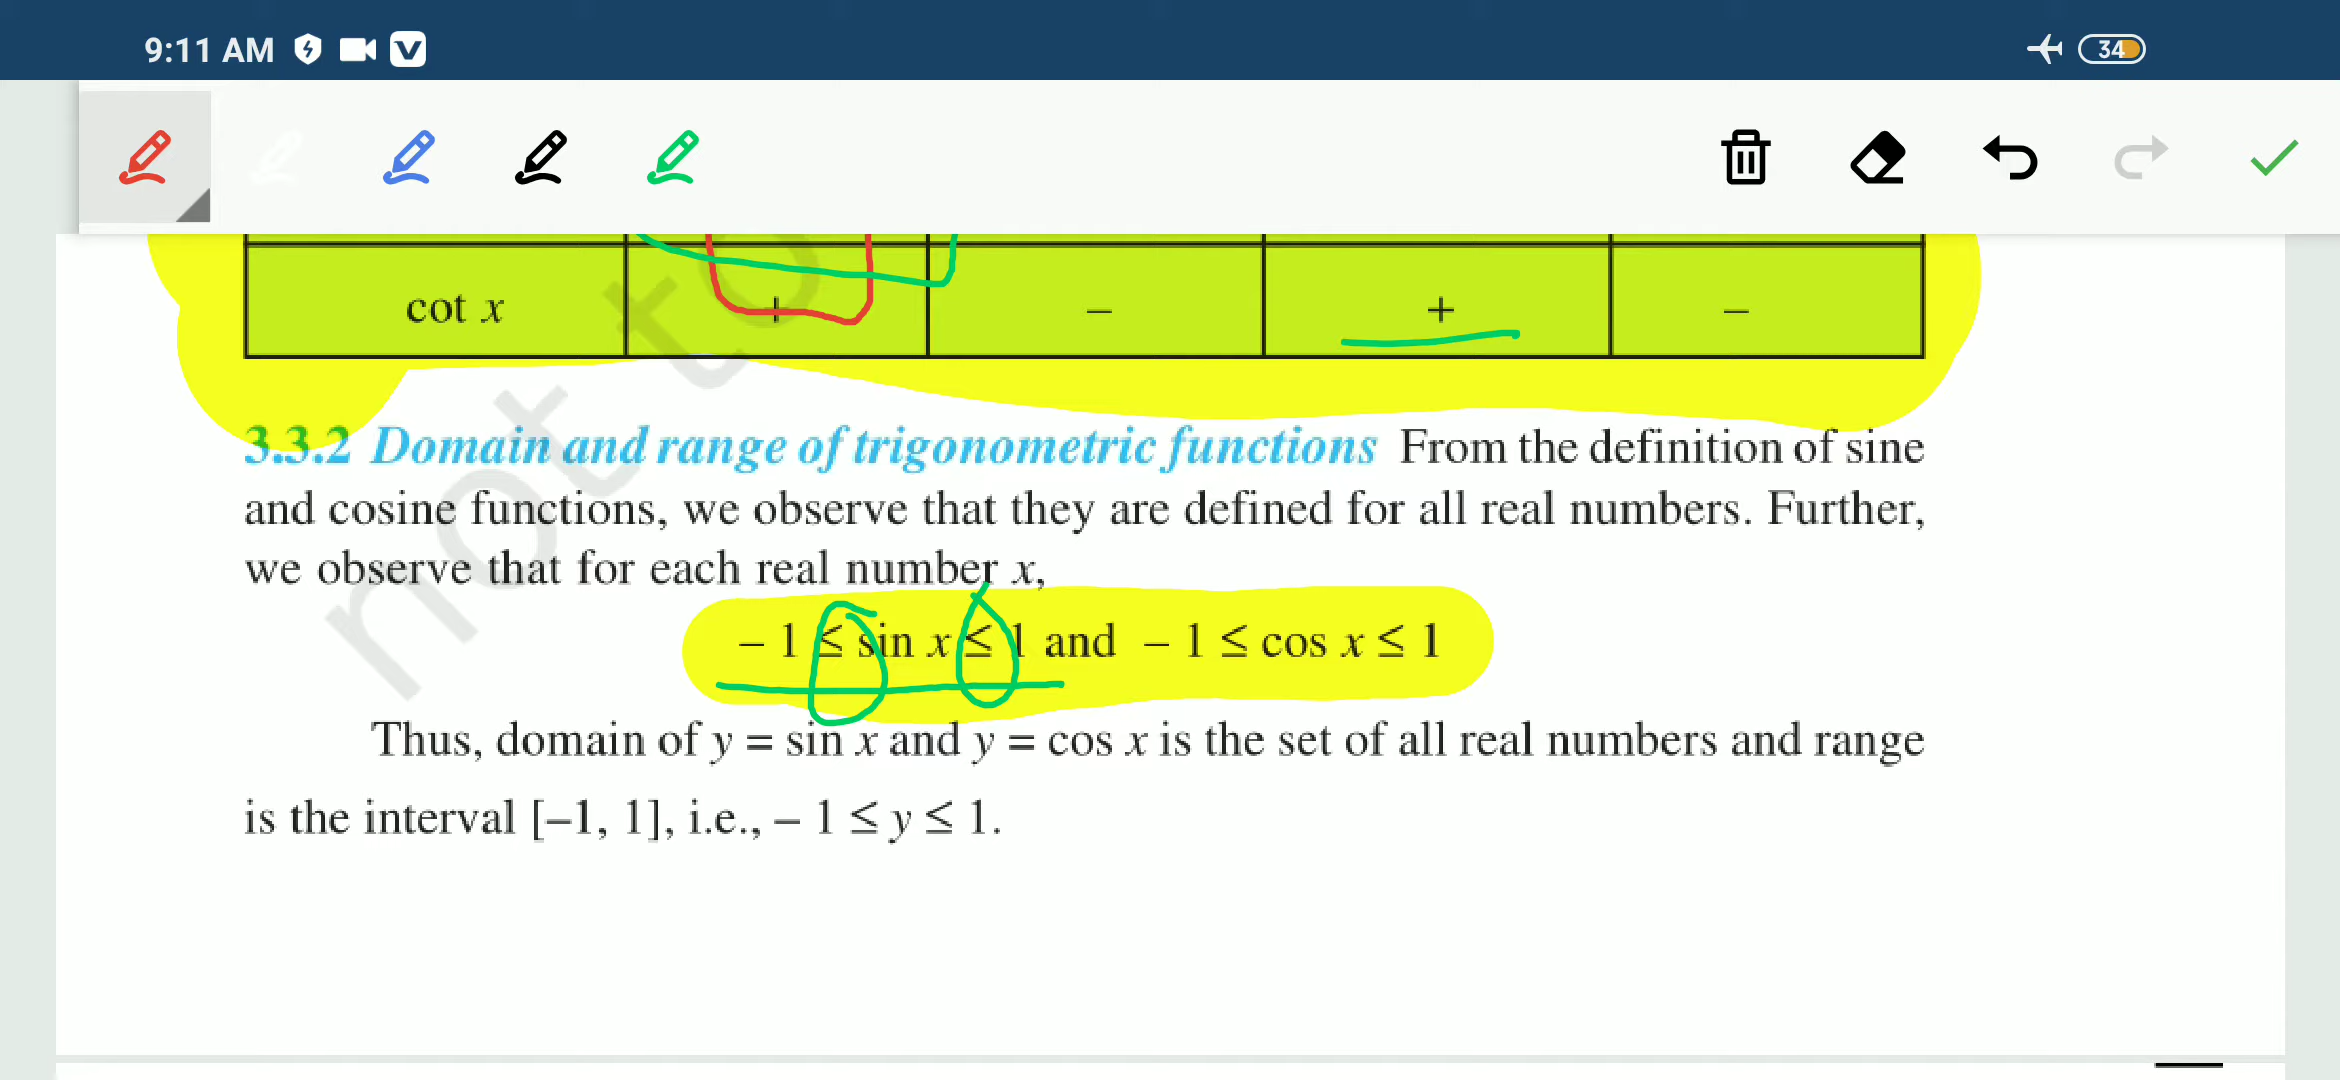 9:11 AM 34
cot x + – + –
3.3.2 Domain and range of trigonometric functions From the definition of sine
and cosine functions, we observe that they are defined for all real numbers. Further,
we observe that for each real number x,
– 1 ≤ sin x ≤ 1 and – 1 ≤ cos x ≤ 1
Thus, domain of y = sin x and y = cos x is the set of all real numbers and range
is the interval [–1, 1], i.e., – 1 ≤ y ≤ 1.
not to